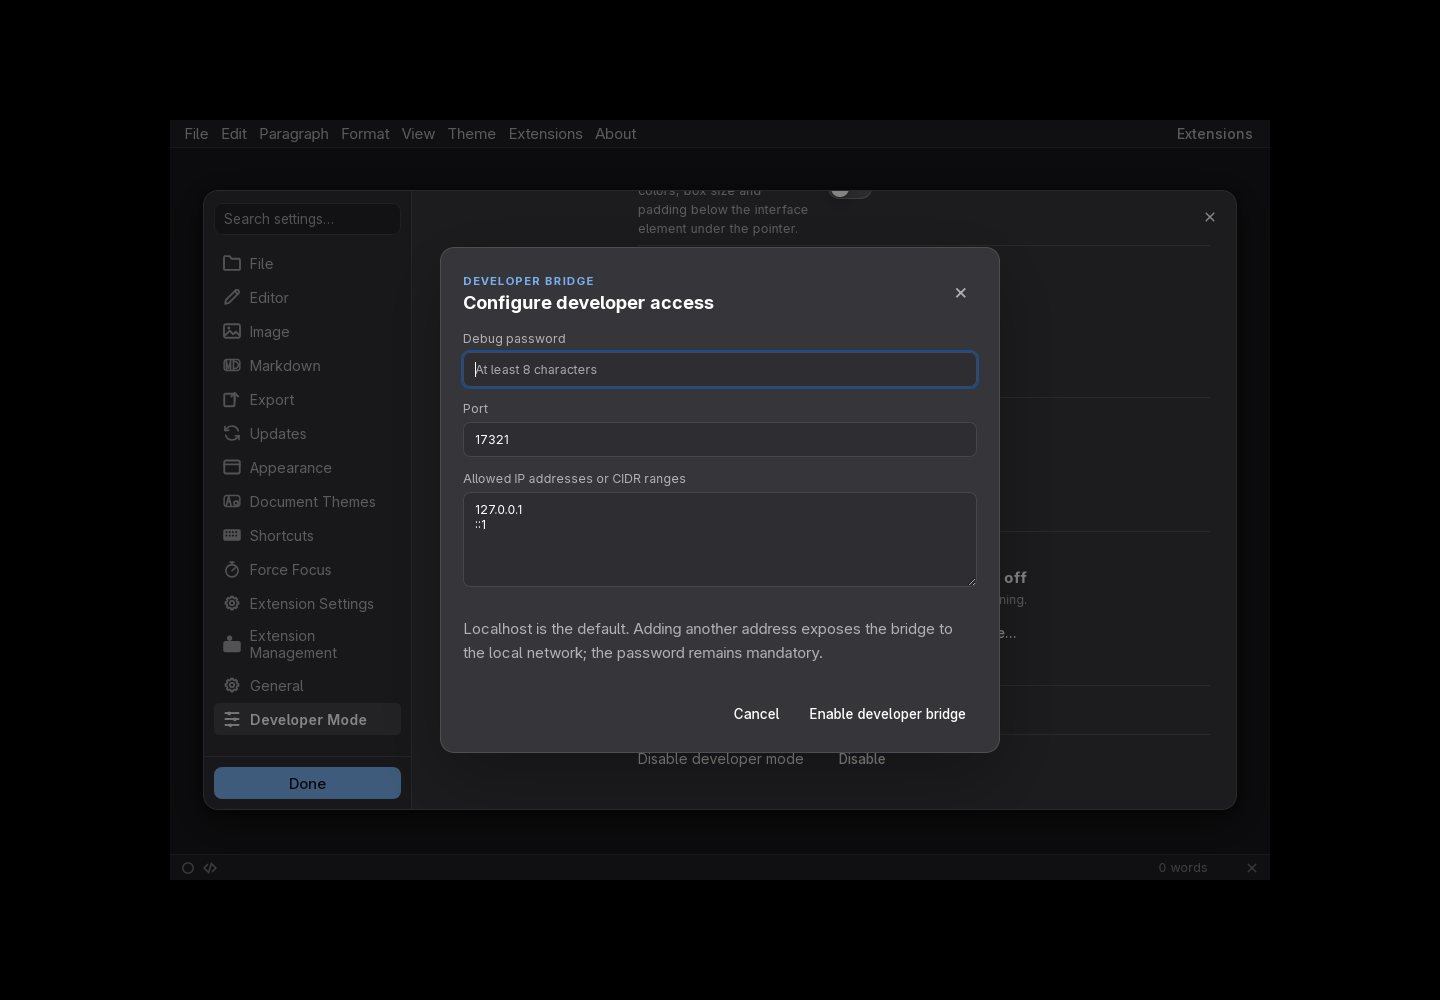 File Edit Paragraph Format View Theme Extensions About Extensions
Search settings...
File
Editor
Image
Markdown
Export
Updates
Appearance
Document Themes
Shortcuts
Force Focus
Extension Settings
Extension
Management
General
Developer Mode
Done
colors, box size and
padding below the interface
element under the pointer.
DEVELOPER BRIDGE
Configure developer access
Debug password
At least 8 characters
Port
17321
Allowed IP addresses or CIDR ranges
127.0.0.1
::1
Localhost is the default. Adding another address exposes the bridge to
the local network; the password remains mandatory.
Cancel Enable developer bridge
off
Disable developer mode Disable
0 words